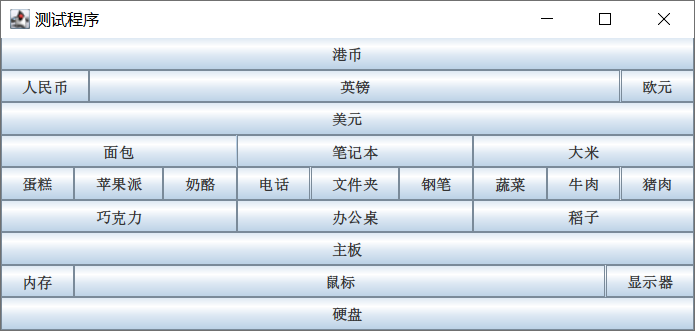 测试程序
港币
人民币 英镑 欧元
美元
面包 笔记本 大米
蛋糕 苹果派 奶酪 电话 文件夹 钢笔 蔬菜 牛肉 猪肉
巧克力 办公桌 稻子
主板
内存 鼠标 显示器
硬盘